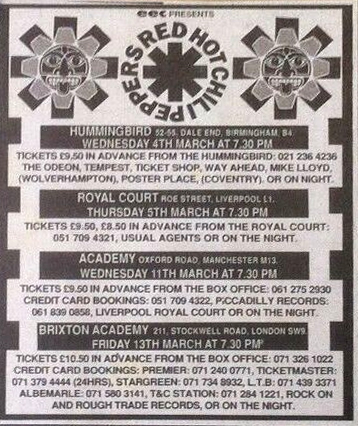 eec PRESENTS
RED HOT CHILI PEPPERS
HUMMINGBIRD 52-55, DALE END, BIRMINGHAM, B4
WEDNESDAY 4TH MARCH AT 7.30 PM
TICKETS £9.50 IN ADVANCE FROM THE HUMMINGBIRD: 021 236 4236
THE ODEON, TEMPEST, TICKET SHOP, WAY AHEAD, MIKE LLOYD,
(WOLVERHAMPTON), POSTER PLACE, (COVENTRY). OR ON NIGHT.
ROYAL COURT ROE STREET, LIVERPOOL L1.
THURSDAY 5TH MARCH AT 7.30 PM
TICKETS £9.50, £8.50 IN ADVANCE FROM THE ROYAL COURT:
051 709 4321, USUAL AGENTS OR ON THE NIGHT.
ACADEMY OXFORD ROAD, MANCHESTER M13.
WEDNESDAY 11TH MARCH AT 7.30 PM
TICKETS £9.50 IN ADVANCE FROM THE BOX OFFICE: 061 275 2930
CREDIT CARD BOOKINGS: 051 709 4322, PICCADILLY RECORDS:
061 839 0858, LIVERPOOL ROYAL COURT OR ON THE NIGHT.
BRIXTON ACADEMY 211, STOCKWELL ROAD, LONDON SW9.
FRIDAY 13TH MARCH AT 7.30 PM
TICKETS £10.50 IN ADVANCE FROM THE BOX OFFICE: 071 326 1022
CREDIT CARD BOOKINGS: PREMIER: 071 240 0771, TICKETMASTER:
071 379 4444 (24HRS), STARGREEN: 071 734 8932, L.T.B: 071 439 3371
ALBEMARLE: 071 580 3141, T&C STATION: 071 284 1221, ROCK ON
AND ROUGH TRADE RECORDS, OR ON THE NIGHT.